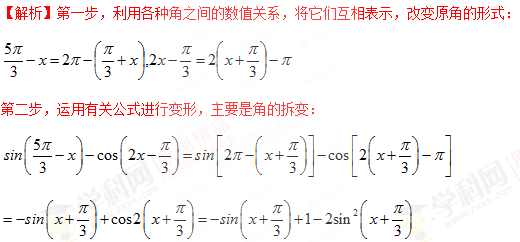 【解析】第一步，利用各种角之间的数值关系，将它们互相表示，改变原角的形式：
5π/3－x=2π－(π/3+x),2x－π/3=2(x+π/3)－π
第二步，运用有关公式进行变形，主要是角的拆变：
sin(5π/3－x)－cos(2x－π/3)=sin[2π－(x+π/3)]－cos[2(x+π/3)－π]
=－sin(x+π/3)+cos2(x+π/3)=－sin(x+π/3)+1－2sin²(x+π/3)